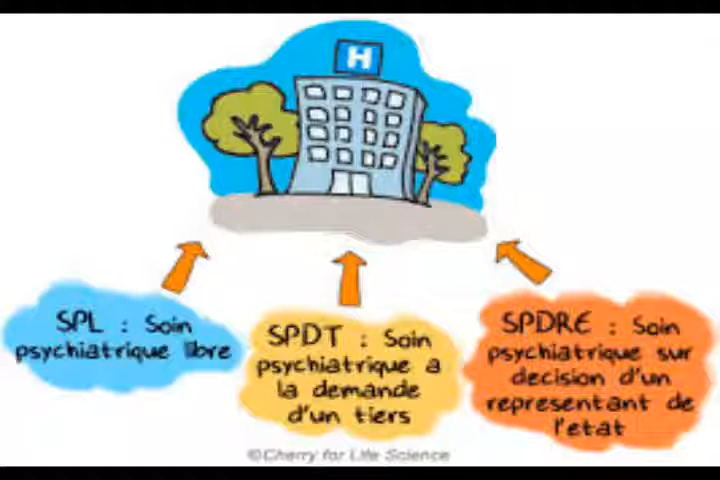 H
SPL : Soin
psychiatrique libre
SPDT : Soin
psychiatrique a
la demande
d'un tiers
SPDRE : Soin
psychiatrique sur
decision d'un
representant de
l'etat
©Cherry for Life Science